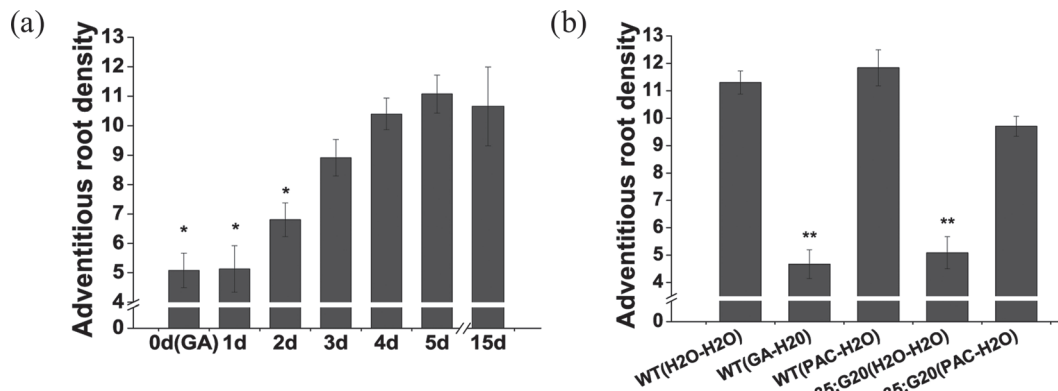 (a)
Adventitious root density
13
12
11
10
9
8
7
6
5
4
0
*
*
*
0d(GA) 1d 2d 3d 4d 5d 15d
(b)
Adventitious root density
13
12
11
10
9
8
7
6
5
4
0
**
**
WT(H2O-H2O)
WT(GA-H20)
WT(PAC-H2O)
35:G20(H2O-H2O)
35:G20(PAC-H2O)